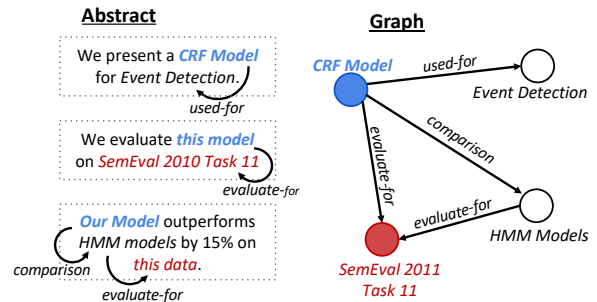 Abstract
We present a CRF Model
for Event Detection.
used-for
We evaluate this model
on SemEval 2010 Task 11
evaluate-for
Our Model outperforms
HMM models by 15% on
this data.
comparison
evaluate-for
Graph
CRF Model
used-for
Event Detection
comparison
evaluate-for
evaluate-for
HMM Models
SemEval 2011
Task 11